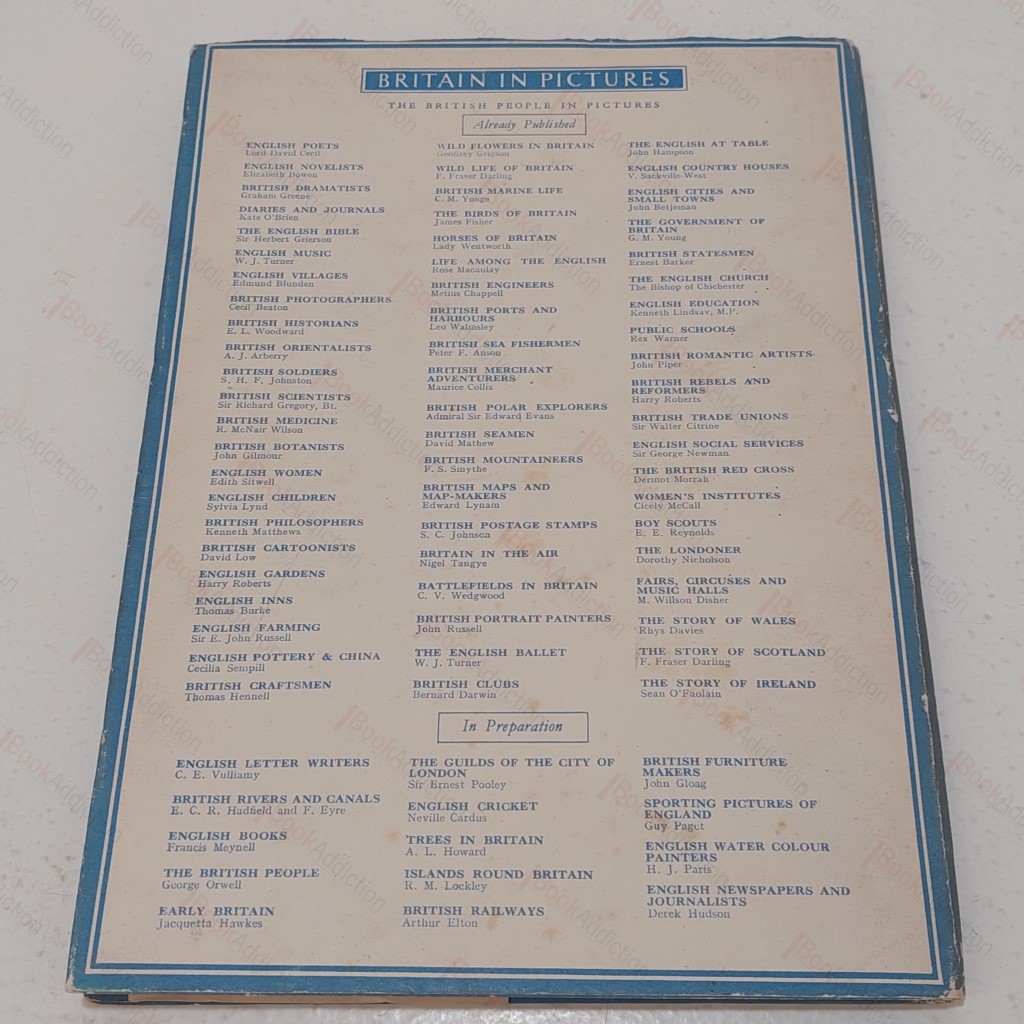 BRITAIN IN PICTURES
THE BRITISH PEOPLE IN PICTURES
Already Published
ENGLISH POETS
Lord David Cecil
ENGLISH NOVELISTS
Elizabeth Bowen
BRITISH DRAMATISTS
Graham Greene
DIARIES AND JOURNALS
Kate O'Brien
THE ENGLISH BIBLE
Sir Herbert Grierson
ENGLISH MUSIC
W. J. Turner
ENGLISH VILLAGES
Edmund Blunden
BRITISH PHOTOGRAPHERS
Cecil Beaton
BRITISH HISTORIANS
E. L. Woodward
BRITISH ORIENTALISTS
A. J. Arberry
BRITISH SOLDIERS
S. H. F. Johnston
BRITISH SCIENTISTS
Sir Richard Gregory, Bt.
BRITISH MEDICINE
R. McNair Wilson
BRITISH BOTANISTS
John Gilmour
ENGLISH WOMEN
Edith Sitwell
ENGLISH CHILDREN
Sylvia Lynd
BRITISH PHILOSOPHERS
Kenneth Matthews
BRITISH CARTOONISTS
David Low
ENGLISH GARDENS
Harry Roberts
ENGLISH INNS
Thomas Burke
ENGLISH FARMING
Sir E. John Russell
ENGLISH POTTERY & CHINA
Cecilia Sempill
BRITISH CRAFTSMEN
Thomas Hennell
WILD FLOWERS IN BRITAIN
Geoffrey Grigson
WILD LIFE OF BRITAIN
F. Fraser Darling
BRITISH MARINE LIFE
C. M. Yonge
THE BIRDS OF BRITAIN
James Fisher
HORSES OF BRITAIN
Lady Wentworth
LIFE AMONG THE ENGLISH
Rose Macaulay
BRITISH ENGINEERS
Metius Chappell
BRITISH PORTS AND
HARBOURS
Leo Walmsley
BRITISH SEA FISHERMEN
Peter F. Anson
BRITISH MERCHANT
ADVENTURERS
Maurice Collis
BRITISH POLAR EXPLORERS
Admiral Sir Edward Evans
BRITISH SEAMEN
David Mathew
BRITISH MOUNTAINEERS
F. S. Smythe
BRITISH MAPS AND
MAP-MAKERS
Edward Lynam
BRITISH POSTAGE STAMPS
S. C. Johnson
BRITAIN IN THE AIR
Nigel Tangye
BATTLEFIELDS IN BRITAIN
C. V. Wedgwood
BRITISH PORTRAIT PAINTERS
John Russell
THE ENGLISH BALLET
W. J. Turner
BRITISH CLUBS
Bernard Darwin
THE ENGLISH AT TABLE
John Hampson
ENGLISH COUNTRY HOUSES
V. Sackville-West
ENGLISH CITIES AND
SMALL TOWNS
John Betjeman
THE GOVERNMENT OF
BRITAIN
G. M. Young
BRITISH STATESMEN
Ernest Barker
THE ENGLISH CHURCH
The Bishop of Chichester
ENGLISH EDUCATION
Kenneth Lindsay, M.P.
PUBLIC SCHOOLS
Rex Warner
BRITISH ROMANTIC ARTISTS
John Piper
BRITISH REBELS AND
REFORMERS
Harry Roberts
BRITISH TRADE UNIONS
Sir Walter Citrine
ENGLISH SOCIAL SERVICES
Sir George Newman
THE BRITISH RED CROSS
Dermot Morrah
WOMEN'S INSTITUTES
Cicely McCall
BOY SCOUTS
E. E. Reynolds
THE LONDONER
Dorothy Nicholson
FAIRS, CIRCUSES AND
MUSIC HALLS
M. Willson Disher
THE STORY OF WALES
Rhys Davies
THE STORY OF SCOTLAND
F. Fraser Darling
THE STORY OF IRELAND
Sean O'Faolain
In Preparation
ENGLISH LETTER WRITERS
C. E. Vulliamy
BRITISH RIVERS AND CANALS
E. C. R. Hadfield and F. Eyre
ENGLISH BOOKS
Francis Meynell
THE BRITISH PEOPLE
George Orwell
EARLY BRITAIN
Jacquetta Hawkes
THE GUILDS OF THE CITY OF
LONDON
Sir Ernest Pooley
ENGLISH CRICKET
Neville Cardus
TREES IN BRITAIN
A. L. Howard
ISLANDS ROUND BRITAIN
R. M. Lockley
BRITISH RAILWAYS
Arthur Elton
BRITISH FURNITURE
MAKERS
John Gloag
SPORTING PICTURES OF
ENGLAND
Guy Paget
ENGLISH WATER COLOUR
PAINTERS
H. J. Paris
ENGLISH NEWSPAPERS AND
JOURNALISTS
Derek Hudson
BookAddiction